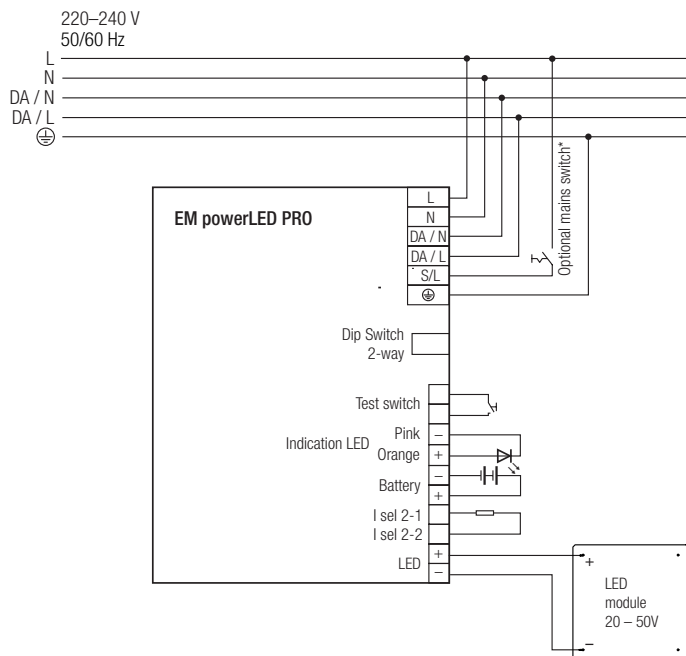 220–240 V
50/60 Hz
L
N
DA / N
DA / L
Optional mains switch*
EM powerLED PRO
L
N
DA / N
DA / L
S/L
Dip Switch
2-way
Test switch
Indication LED
Pink
–
Orange
+
Battery
–
+
I sel 2-1
I sel 2-2
LED
+
–
+
LED
module
20 – 50V
–